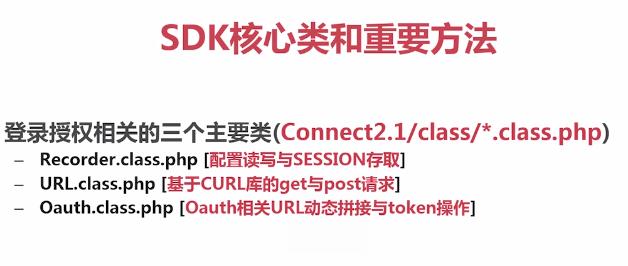 SDK核心类和重要方法
登录授权相关的三个主要类(Connect2.1/class/*.class.php)
– Recorder.class.php [配置读写与SESSION存取]
– URL.class.php [基于CURL库的get与post请求]
– Oauth.class.php [Oauth相关URL动态拼接与token操作]